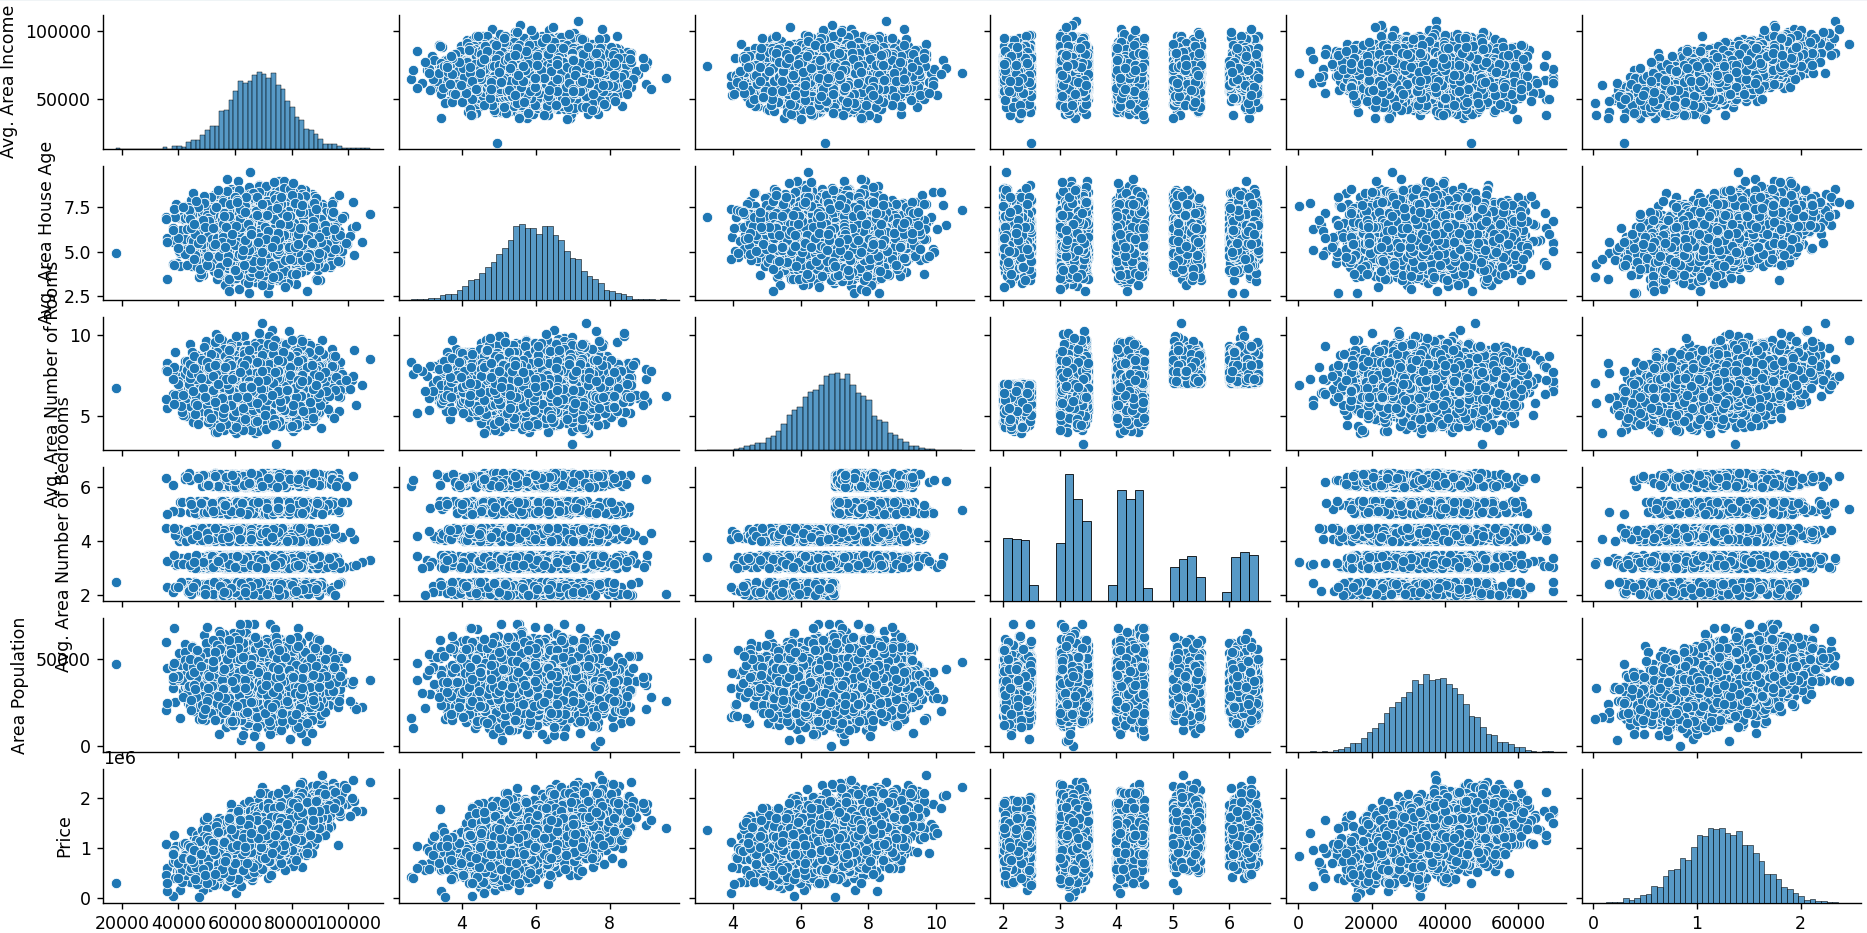 Avg. Area Income
100000
50000
Avg. Area House Age
7.5
5.0
2.5
Avg. Area Number of Rooms
10
5
Avg. Area Number of Bedrooms
6
4
2
Area Population
50000
0
1e6
Price
2
1
0
20000 40000 60000 80000 100000
4 6 8
4 6 8 10
2 3 4 5 6
0 20000 40000 60000
0 1 2